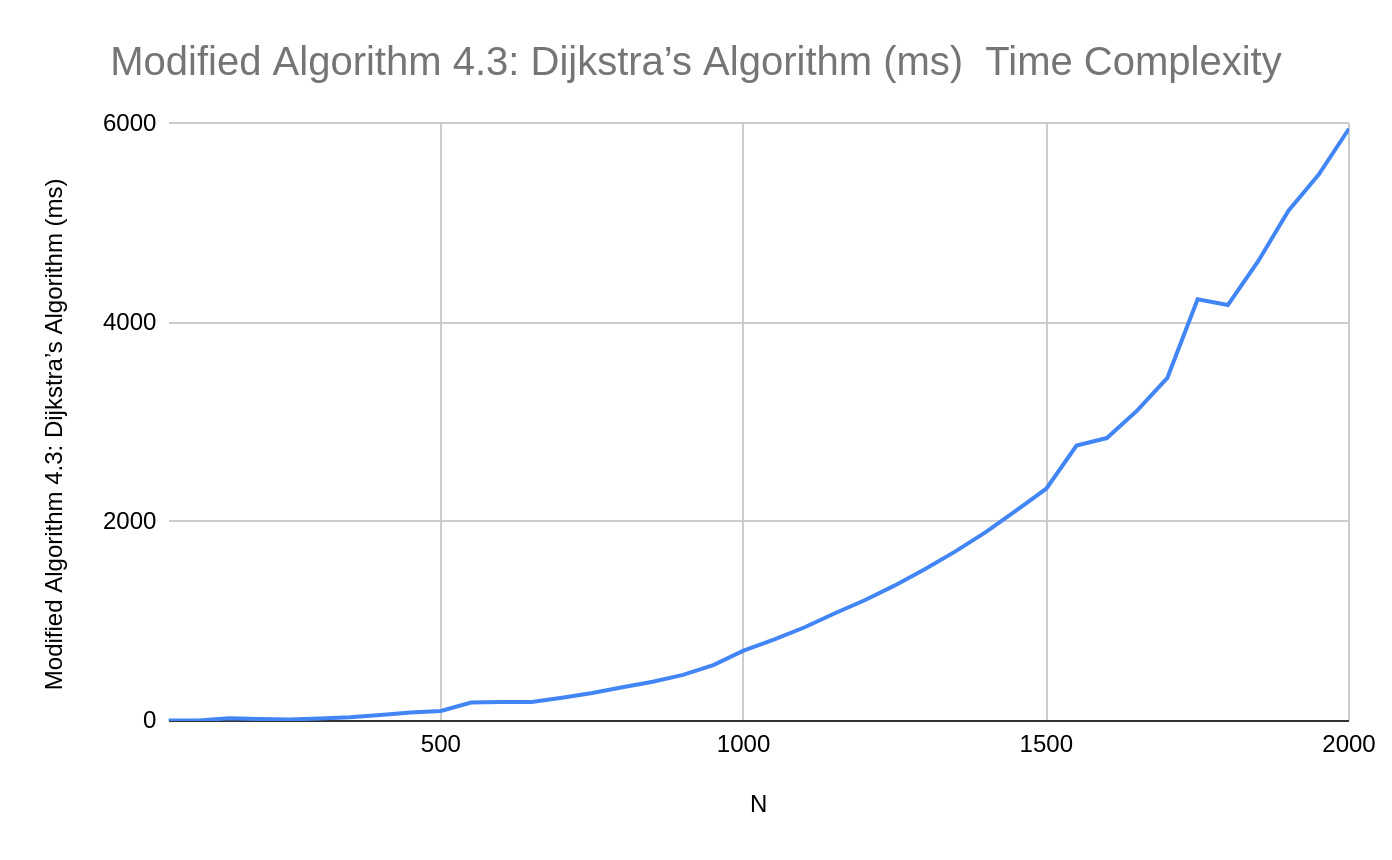 Modified Algorithm 4.3: Dijkstra’s Algorithm (ms)  Time Complexity
Modified Algorithm 4.3: Dijkstra’s Algorithm (ms)
6000
4000
2000
0
500
1000
1500
2000
N